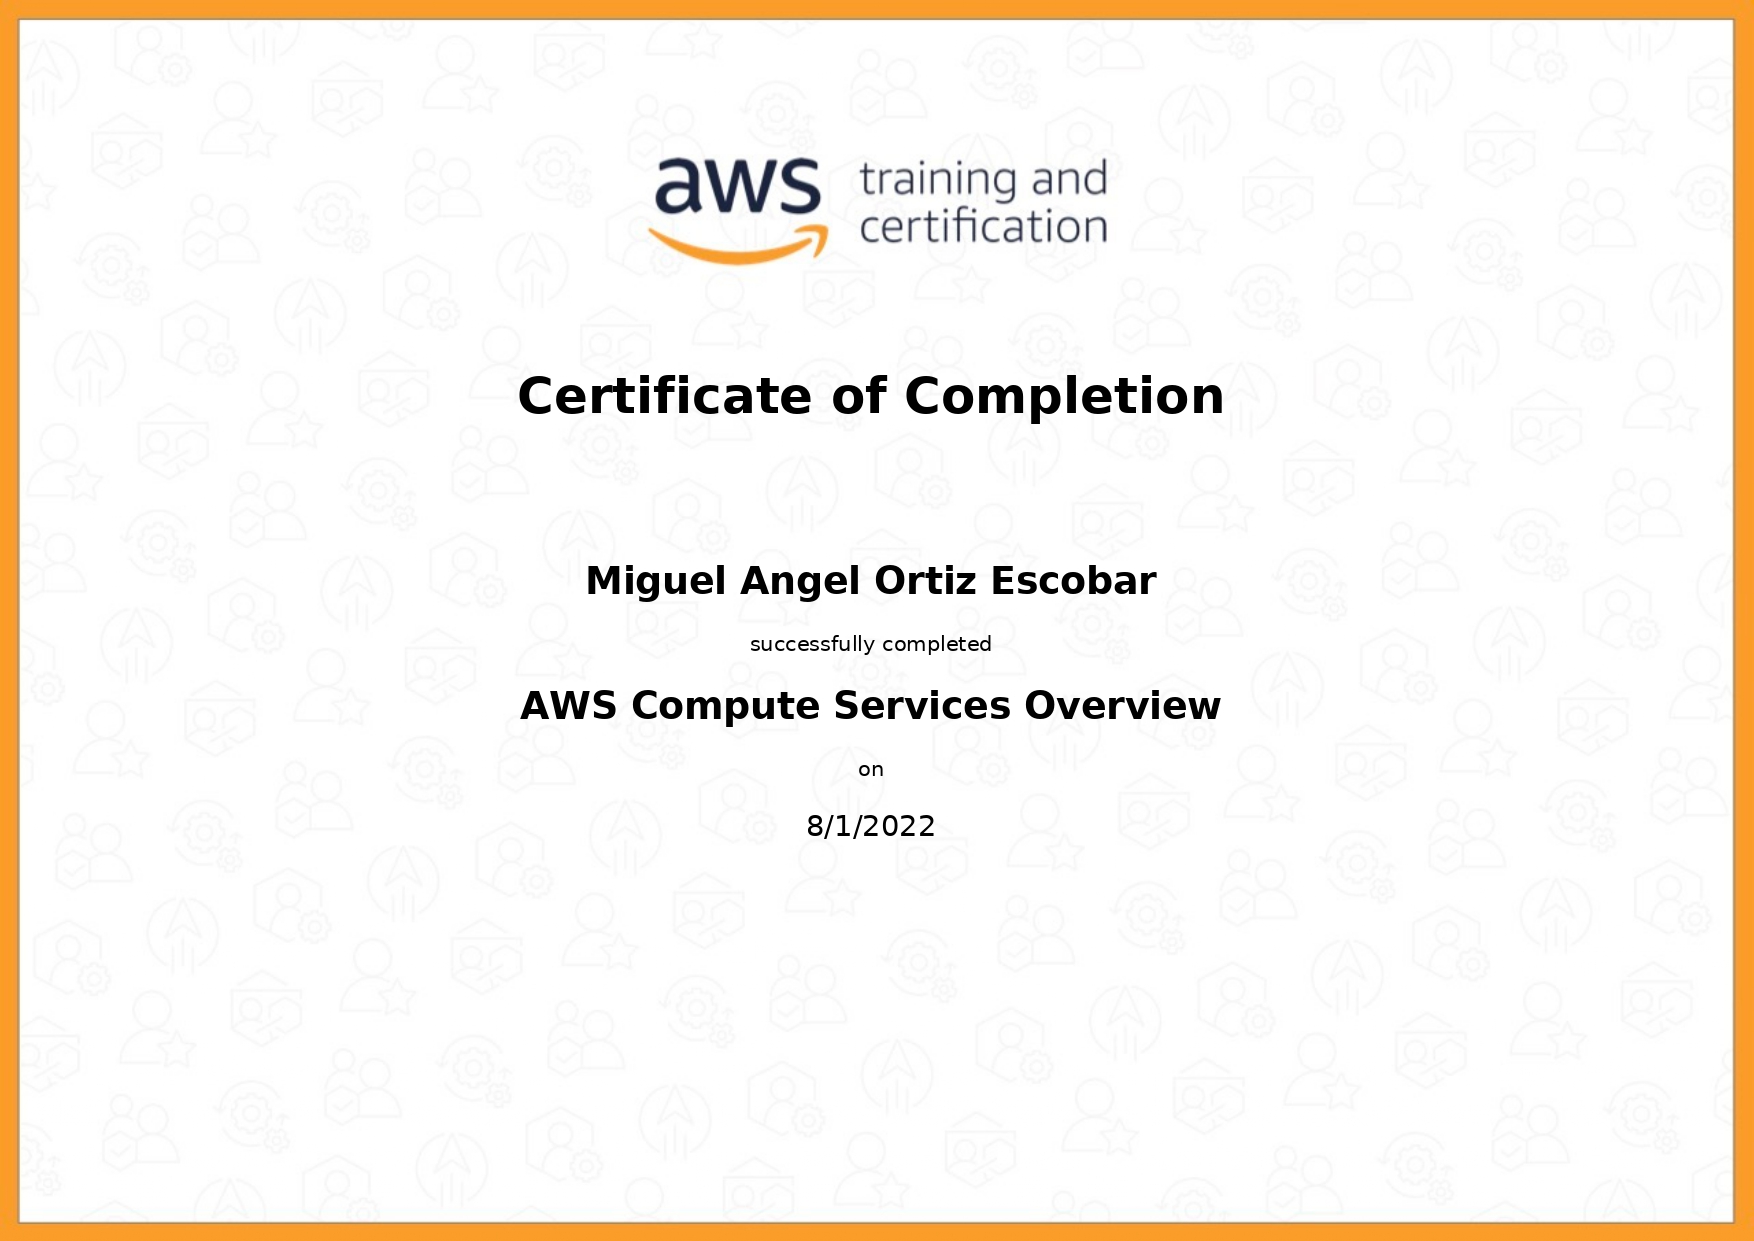 aws training and
certification
Certificate of Completion
Miguel Angel Ortiz Escobar
successfully completed
AWS Compute Services Overview
on
8/1/2022